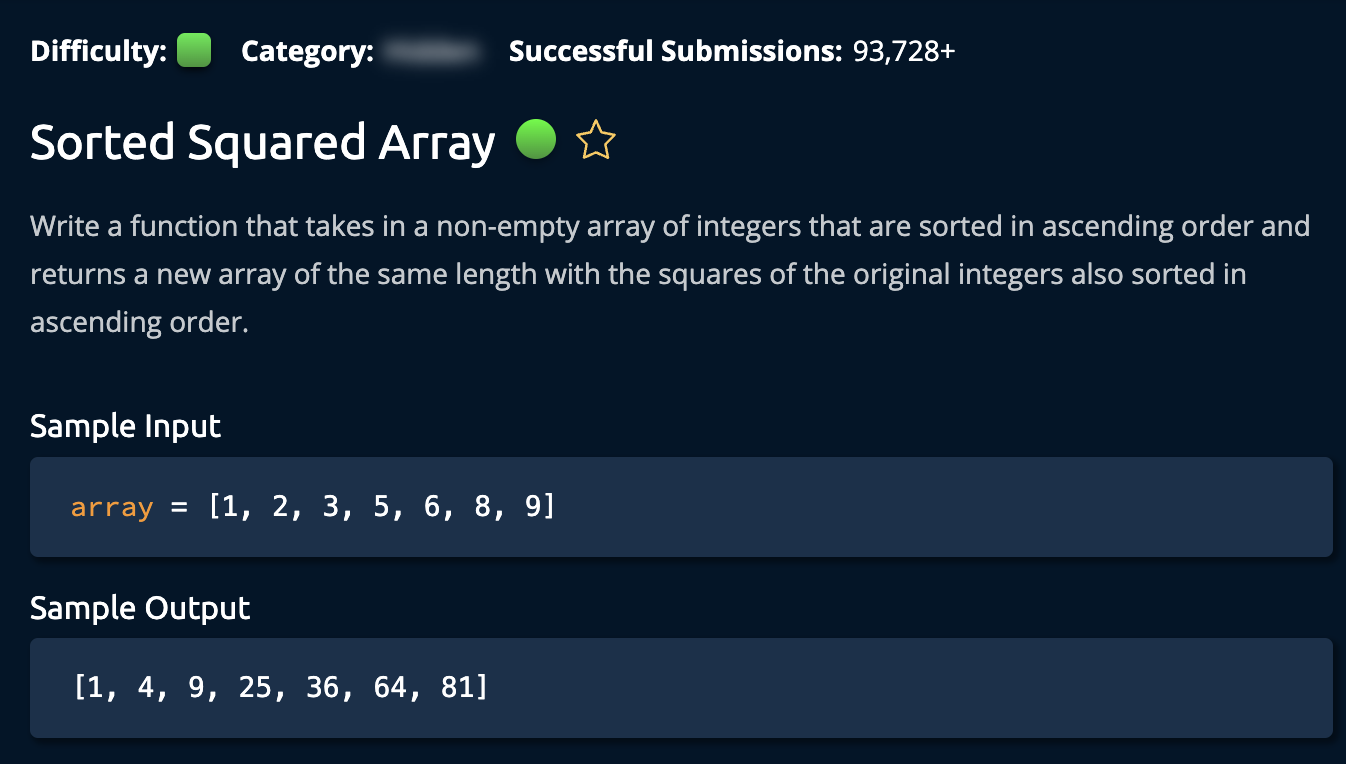 Difficulty: Category: Successful Submissions: 93,728+
Sorted Squared Array
Write a function that takes in a non-empty array of integers that are sorted in ascending order and
returns a new array of the same length with the squares of the original integers also sorted in
ascending order.
Sample Input
array = [1, 2, 3, 5, 6, 8, 9]
Sample Output
[1, 4, 9, 25, 36, 64, 81]